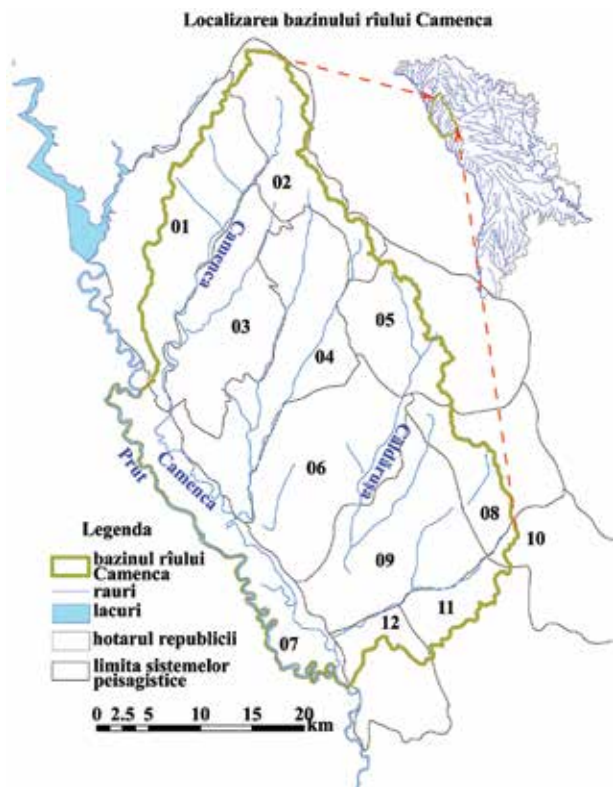 Localizarea bazinului rîului Camenca
02
01
Camenca
03
05
04
Căldărușa
06
Camenca
Prut
08
10
09
11
12
07
Legenda
bazinul rîului
Camenca
rauri
lacuri
hotarul republicii
limita sistemelor
peisagistice
0 2.5 5 10 15 20
km